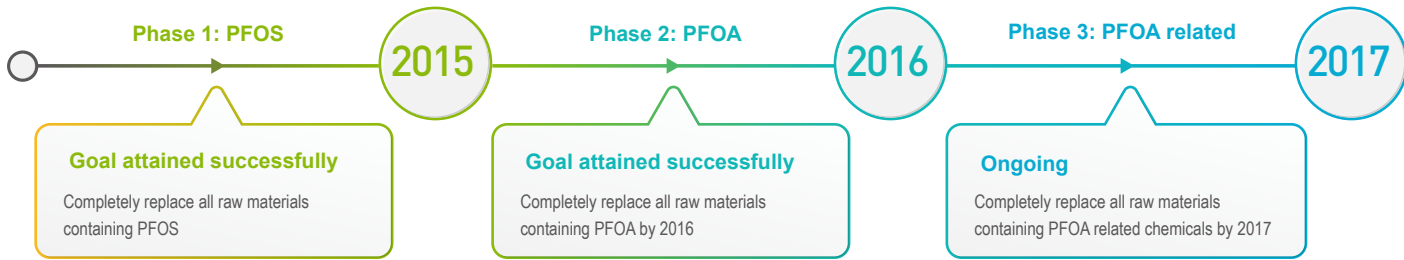 Phase 1: PFOS
2015
Phase 2: PFOA
2016
Phase 3: PFOA related
2017
Goal attained successfully
Completely replace all raw materials
containing PFOS
Goal attained successfully
Completely replace all raw materials
containing PFOA by 2016
Ongoing
Completely replace all raw materials
containing PFOA related chemicals by 2017